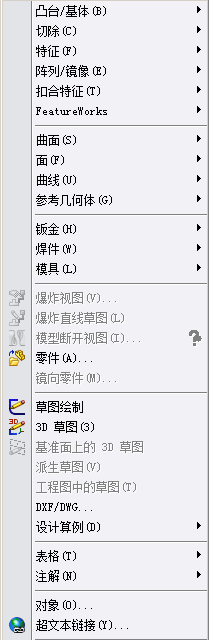 凸台/基体(B)
切除(C)
特征(F)
阵列/镜像(E)
扣合特征(T)
FeatureWorks
曲面(S)
面(F)
曲线(U)
参考几何体(G)
钣金(H)
焊件(W)
模具(L)
爆炸视图(V)...
爆炸直线草图(L)
模型断开视图(I)...
零件(A)...
镜向零件(M)...
草图绘制
3D 草图(3)
基准面上的 3D 草图
派生草图(V)
工程图中的草图(T)
DXF/DWG...
设计算例(D)
表格(T)
注解(N)
对象(O)...
超文本链接(Y)...